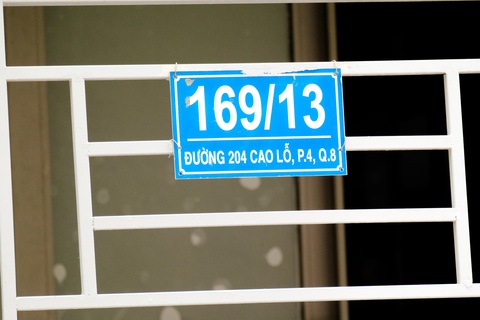 169/13
ĐƯỜNG 204 CAO LỖ, P.4, Q.8